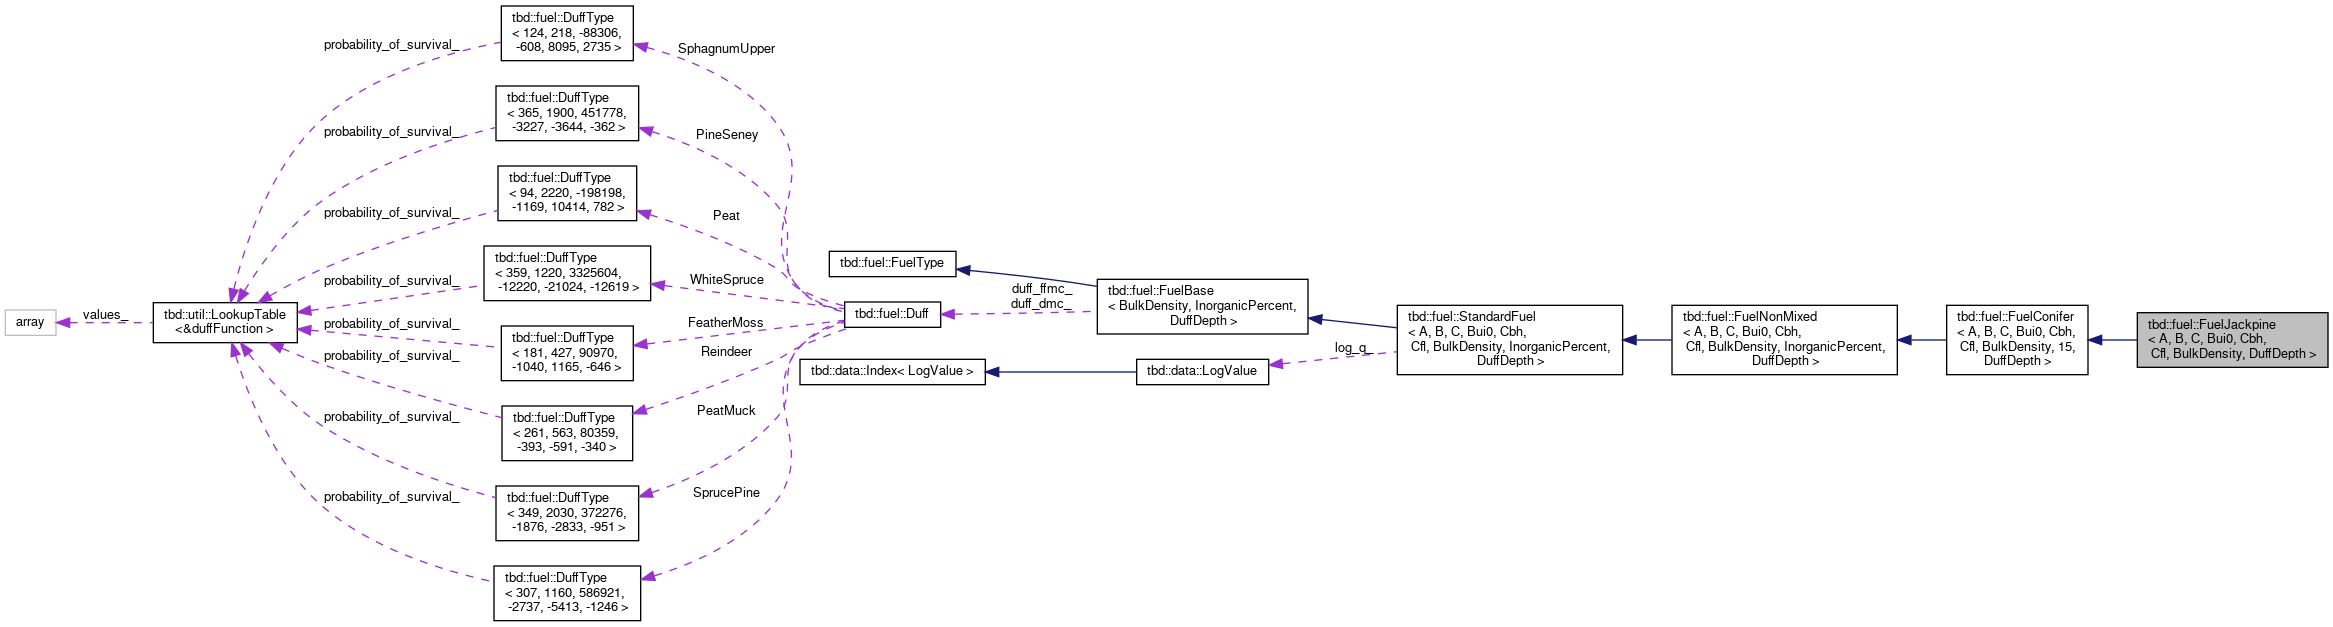 tbd::fuel::DuffType
< 124, 218, -88306,
-608, 8095, 2735 >
probability_of_survival_
SphagnumUpper
tbd::fuel::DuffType
< 365, 1900, 451778,
-3227, -3644, -362 >
probability_of_survival_
PineSeney
tbd::fuel::DuffType
< 94, 2220, -198198,
-1169, 10414, 782 >
probability_of_survival_
Peat
tbd::fuel::DuffType
< 359, 1220, 3325604,
-12220, -21024, -12619 >
probability_of_survival_
WhiteSpruce
tbd::fuel::DuffType
< 181, 427, 90970,
-1040, 1165, -646 >
probability_of_survival_
FeatherMoss
tbd::fuel::DuffType
< 261, 563, 80359,
-393, -591, -340 >
probability_of_survival_
Reindeer
tbd::fuel::DuffType
< 349, 2030, 372276,
-1876, -2833, -951 >
probability_of_survival_
PeatMuck
tbd::fuel::DuffType
< 307, 1160, 586921,
-2737, -5413, -1246 >
probability_of_survival_
SprucePine
array
values_
tbd::util::LookupTable
<&duffFunction >
tbd::fuel::FuelType
tbd::fuel::Duff
duff_ffmc_
duff_dmc_
tbd::fuel::FuelBase
< BulkDensity, InorganicPercent,
DuffDepth >
tbd::data::Index< LogValue >
tbd::data::LogValue
log_q_
tbd::fuel::StandardFuel
< A, B, C, Bui0, Cbh,
Cfl, BulkDensity, InorganicPercent,
DuffDepth >
tbd::fuel::FuelNonMixed
< A, B, C, Bui0, Cbh,
Cfl, BulkDensity, InorganicPercent,
DuffDepth >
tbd::fuel::FuelConifer
< A, B, C, Bui0, Cbh,
Cfl, BulkDensity, 15,
DuffDepth >
tbd::fuel::FuelJackpine
< A, B, C, Bui0, Cbh,
Cfl, BulkDensity, DuffDepth >